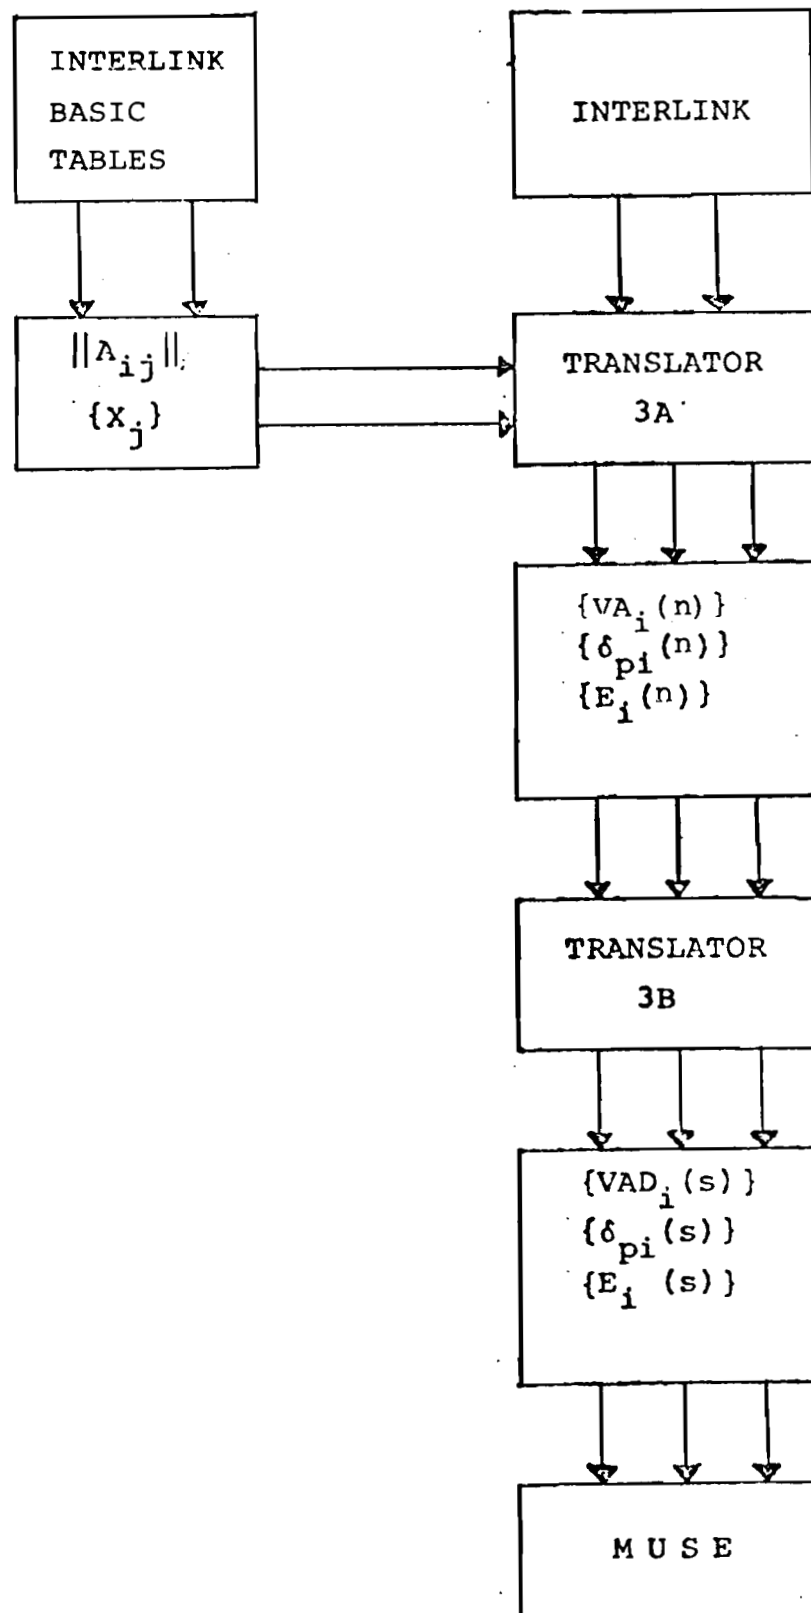 INTERLINK
BASIC
TABLES
INTERLINK
||A_ij||
{X_j}
TRANSLATOR
3A
{VA_i(n)}
{δ_pi(n)}
{E_i(n)}
TRANSLATOR
3B
{VAD_i(s)}
{δ_pi(s)}
{E_i (s)}
M U S E